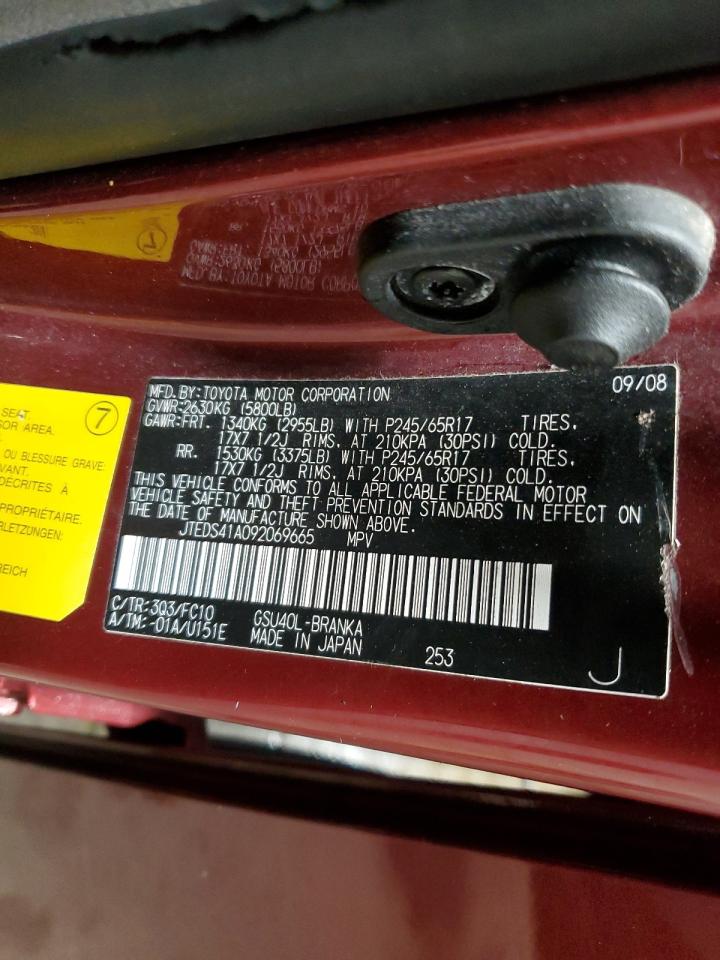 MFD. BY: TOYOTA MOTOR CORPORATION 09/08
GVWR: 2630KG (5800LB)
GAWR: FRT. 1340KG (2955LB) WITH P245/65R17 TIRES,
17X7 1/2J RIMS, AT 210KPA (30PSI) COLD.
RR. 1530KG (3375LB) WITH P245/65R17 TIRES,
17X7 1/2J RIMS, AT 210KPA (30PSI) COLD.
THIS VEHICLE CONFORMS TO ALL APPLICABLE FEDERAL MOTOR
VEHICLE SAFETY AND THEFT PREVENTION STANDARDS IN EFFECT ON
THE DATE OF MANUFACTURE SHOWN ABOVE.
JTEDS41A092069665 MPV
C/TR: 3Q3/FC10 GSU40L-BRANKA
A/TM: -01A/U151E MADE IN JAPAN 253
J
7
SEAT.
SOR AREA.
OU BLESSURE GRAVE:
AVANT.
DÉCRITES À
PROPRIÉTAIRE.
ERLETZUNGEN:
REICH